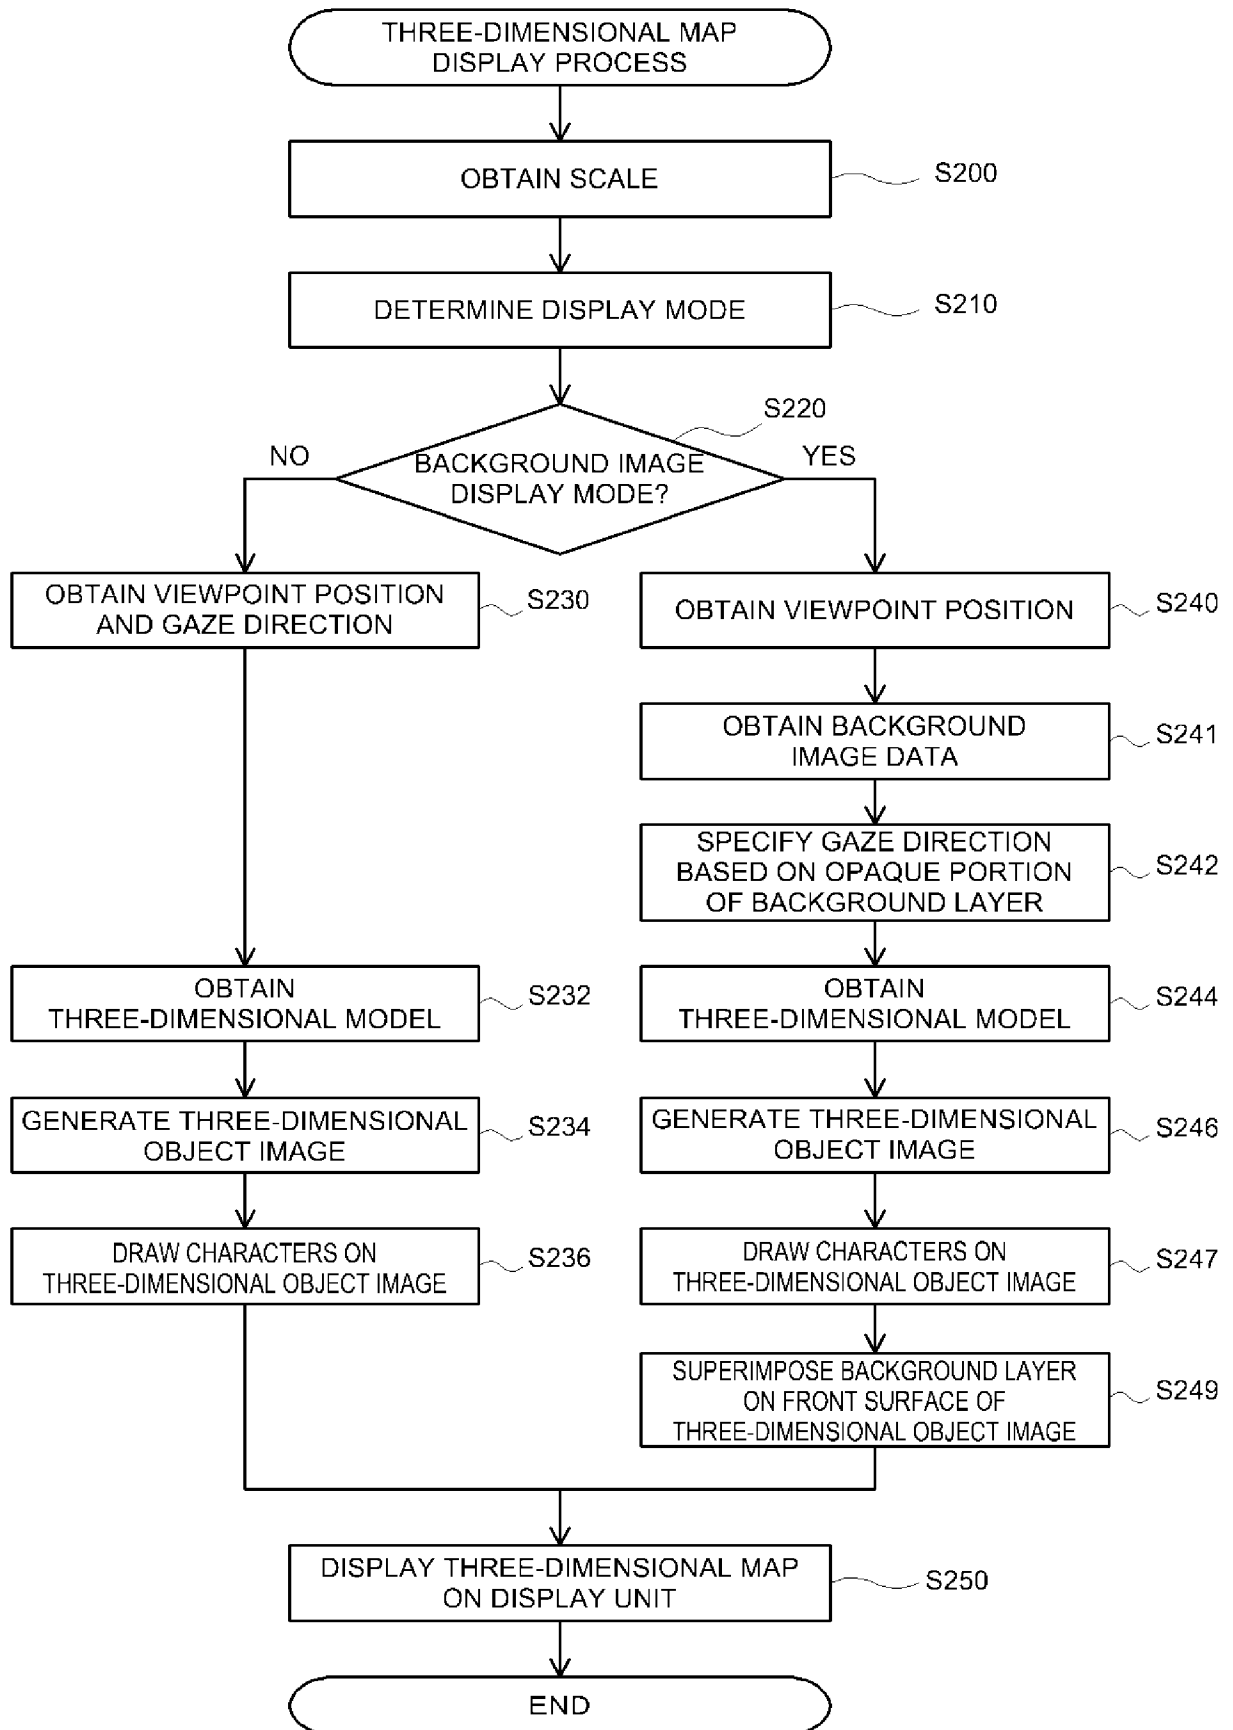 THREE-DIMENSIONAL MAP
DISPLAY PROCESS
OBTAIN SCALE
S200
DETERMINE DISPLAY MODE
S210
S220
NO
BACKGROUND IMAGE
DISPLAY MODE?
YES
OBTAIN VIEWPOINT POSITION
AND GAZE DIRECTION
S230
OBTAIN VIEWPOINT POSITION
S240
OBTAIN BACKGROUND
IMAGE DATA
S241
SPECIFY GAZE DIRECTION
BASED ON OPAQUE PORTION
OF BACKGROUND LAYER
S242
OBTAIN
THREE-DIMENSIONAL MODEL
S232
OBTAIN
THREE-DIMENSIONAL MODEL
S244
GENERATE THREE-DIMENSIONAL
OBJECT IMAGE
S234
GENERATE THREE-DIMENSIONAL
OBJECT IMAGE
S246
DRAW CHARACTERS ON
THREE-DIMENSIONAL OBJECT IMAGE
S236
DRAW CHARACTERS ON
THREE-DIMENSIONAL OBJECT IMAGE
S247
SUPERIMPOSE BACKGROUND LAYER
ON FRONT SURFACE OF
THREE-DIMENSIONAL OBJECT IMAGE
S249
DISPLAY THREE-DIMENSIONAL MAP
ON DISPLAY UNIT
S250
END